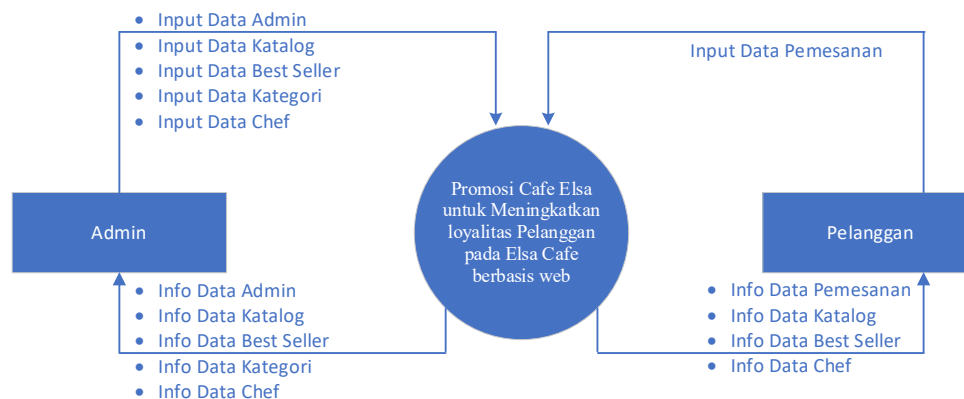 • Input Data Admin
• Input Data Katalog
• Input Data Best Seller
• Input Data Kategori
• Input Data Chef
Input Data Pemesanan
Admin
Promosi Cafe Elsa
untuk Meningkatkan
loyalitas Pelanggan
pada Elsa Cafe
berbasis web
Pelanggan
• Info Data Admin
• Info Data Katalog
• Info Data Best Seller
• Info Data Kategori
• Info Data Chef
• Info Data Pemesanan
• Info Data Katalog
• Info Data Best Seller
• Info Data Chef